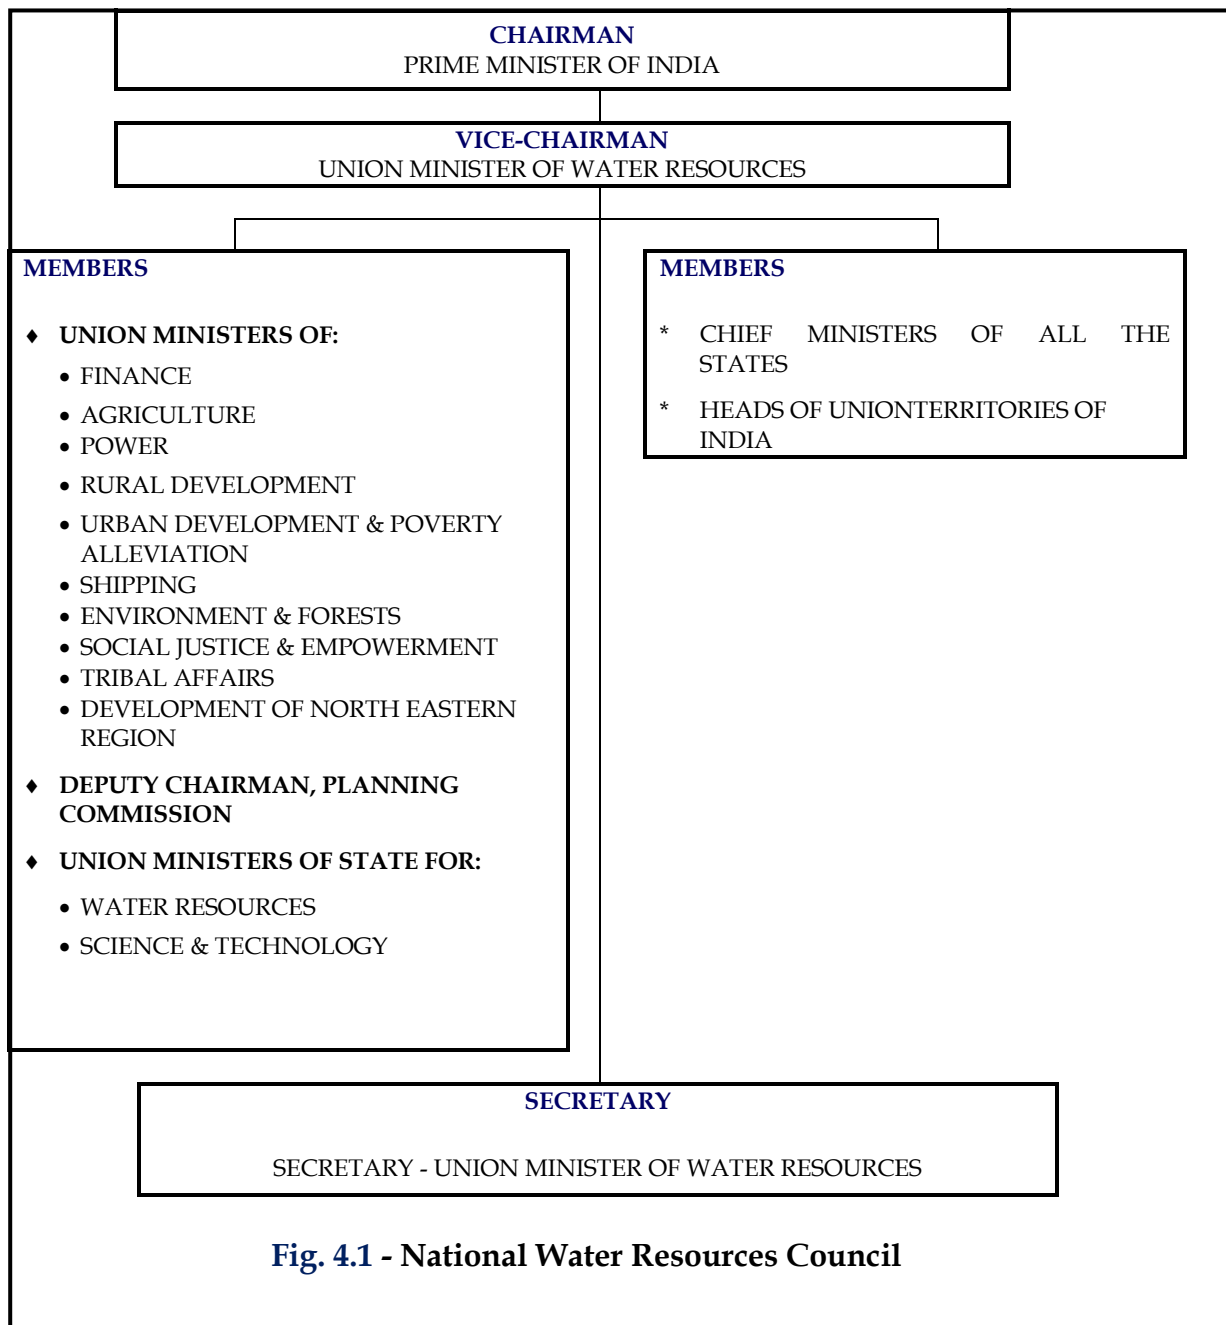 CHAIRMAN
PRIME MINISTER OF INDIA
VICE-CHAIRMAN
UNION MINISTER OF WATER RESOURCES
MEMBERS
♦ UNION MINISTERS OF:
• FINANCE
• AGRICULTURE
• POWER
• RURAL DEVELOPMENT
• URBAN DEVELOPMENT & POVERTY
ALLEVIATION
• SHIPPING
• ENVIRONMENT & FORESTS
• SOCIAL JUSTICE & EMPOWERMENT
• TRIBAL AFFAIRS
• DEVELOPMENT OF NORTH EASTERN
REGION
♦ DEPUTY CHAIRMAN, PLANNING
COMMISSION
♦ UNION MINISTERS OF STATE FOR:
• WATER RESOURCES
• SCIENCE & TECHNOLOGY
MEMBERS
* CHIEF MINISTERS OF ALL THE
STATES
* HEADS OF UNIONTERRITORIES OF
INDIA
SECRETARY
SECRETARY - UNION MINISTER OF WATER RESOURCES
Fig. 4.1 - National Water Resources Council